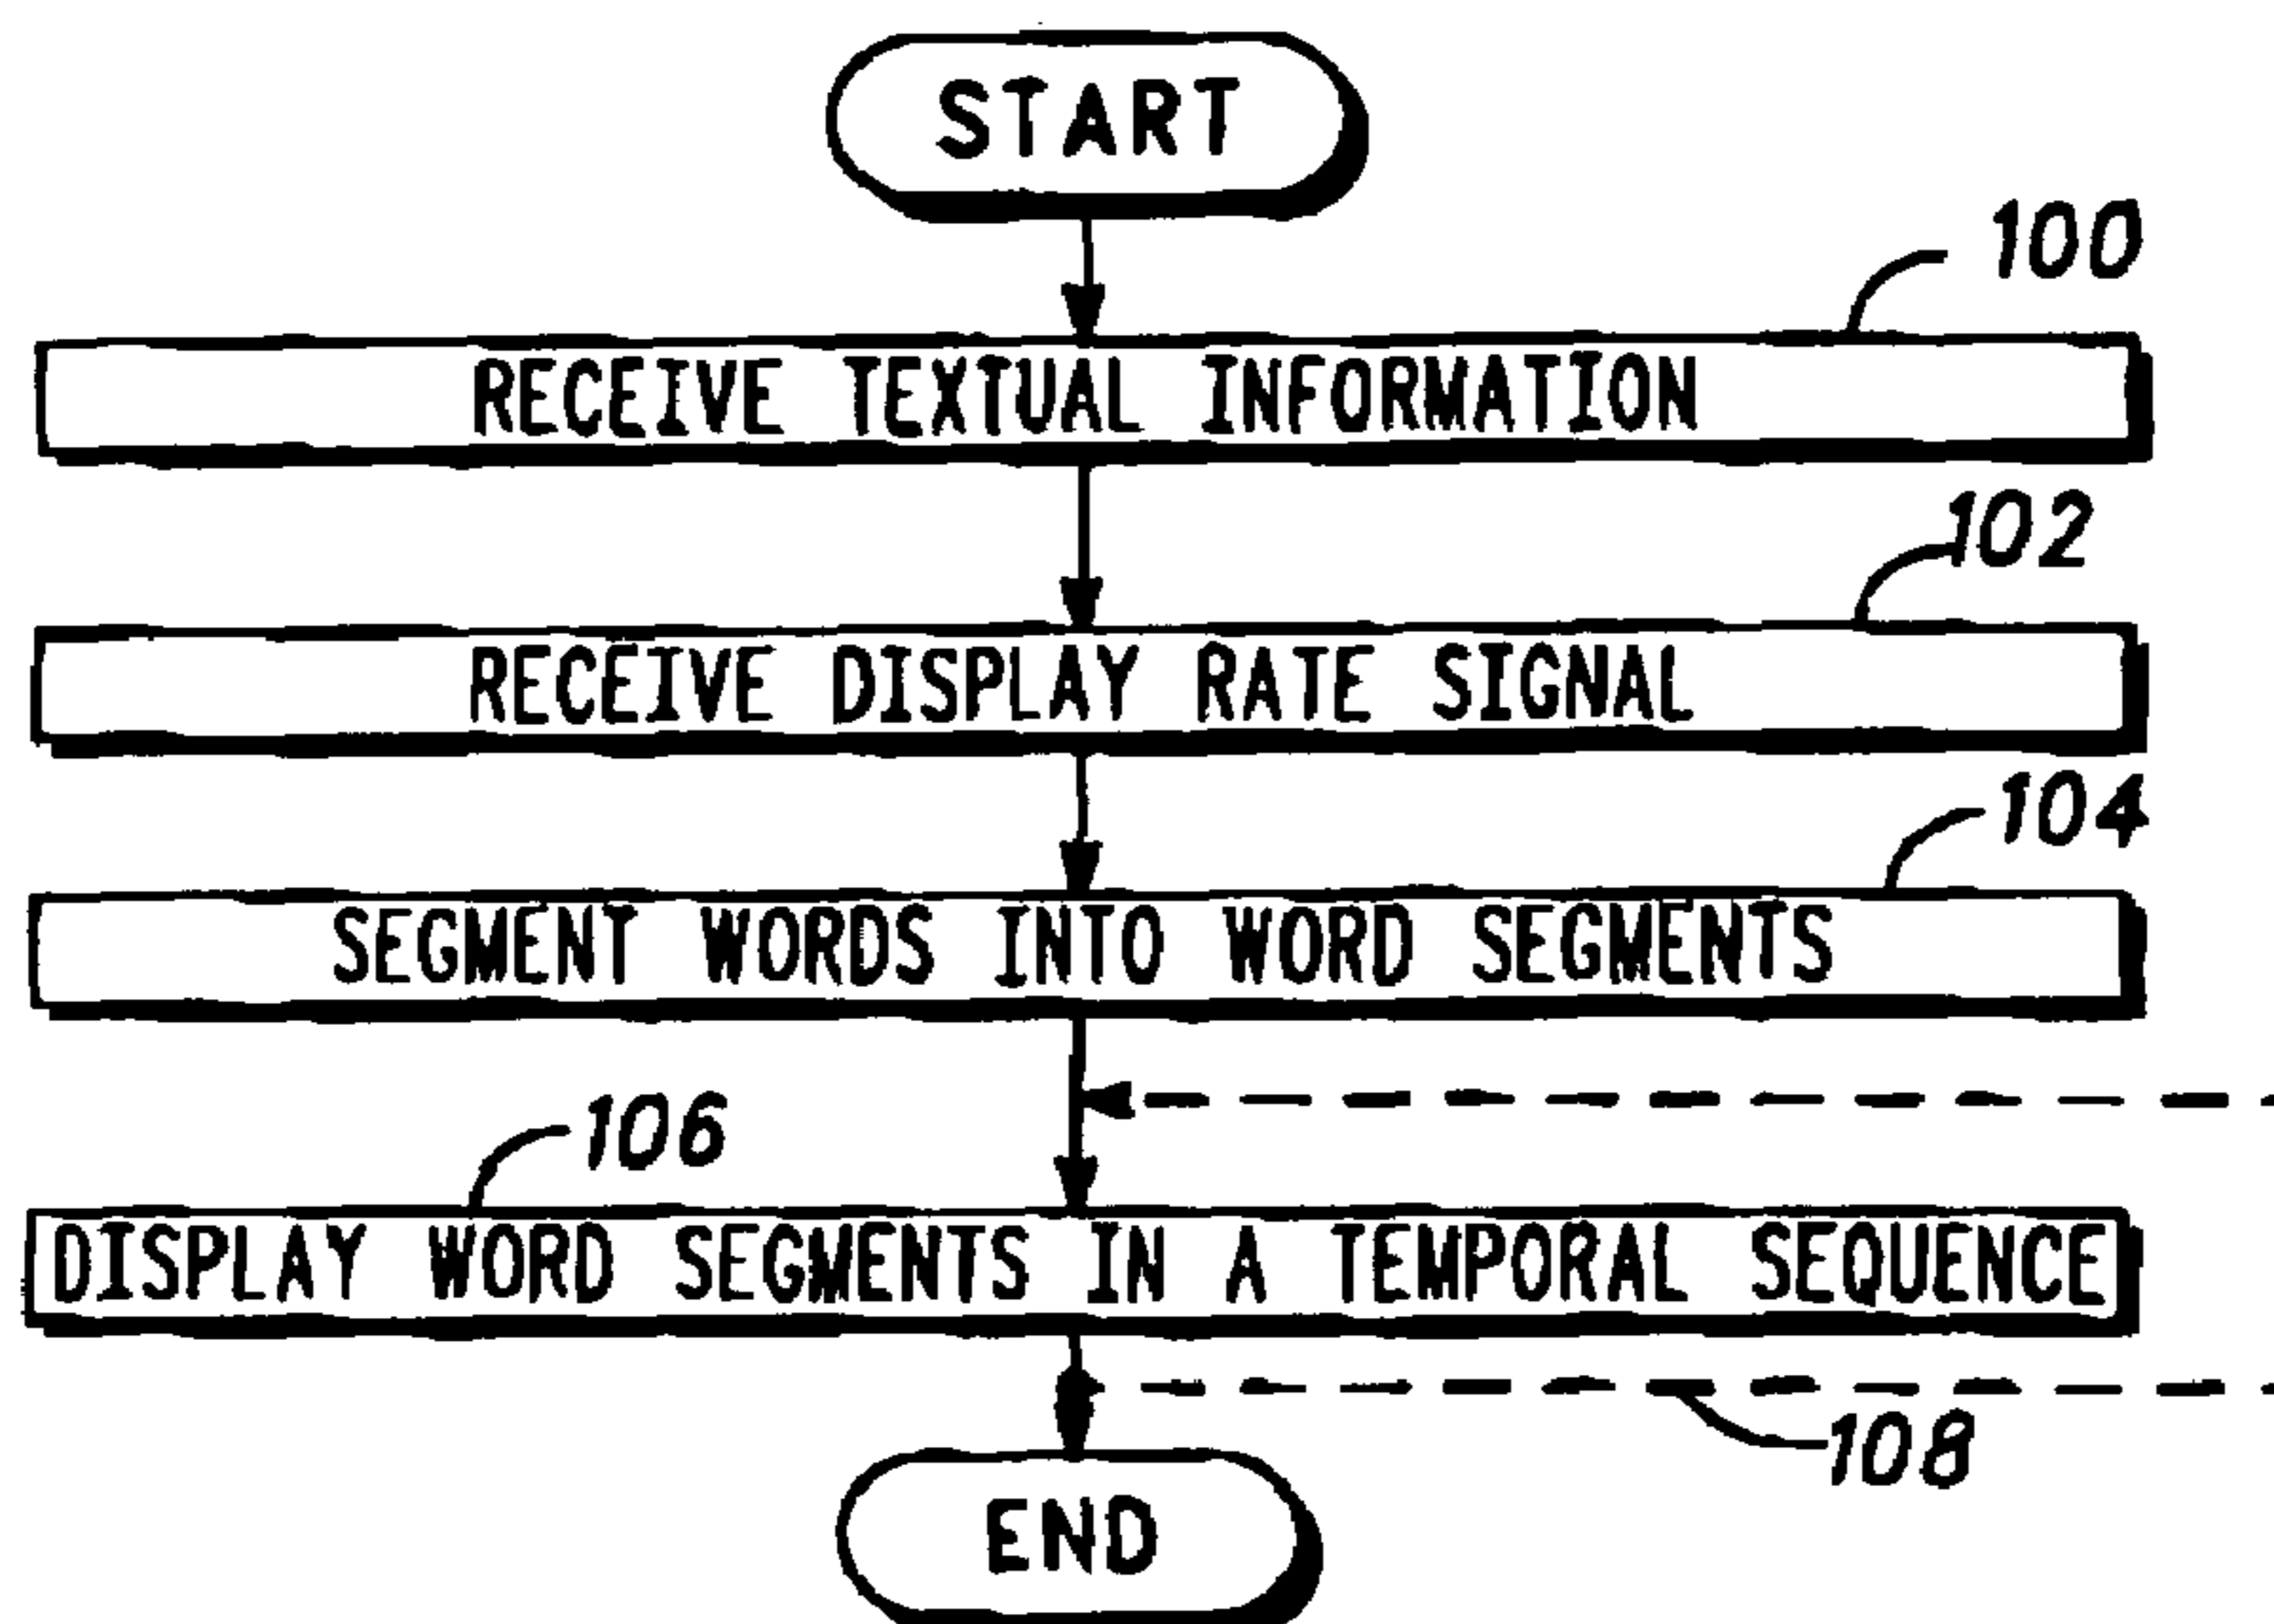 START
100
RECEIVE TEXTUAL INFORMATION
102
RECEIVE DISPLAY RATE SIGNAL
104
SEGMENT WORDS INTO WORD SEGMENTS
106
DISPLAY WORD SEGMENTS IN A TEMPORAL SEQUENCE
108
END